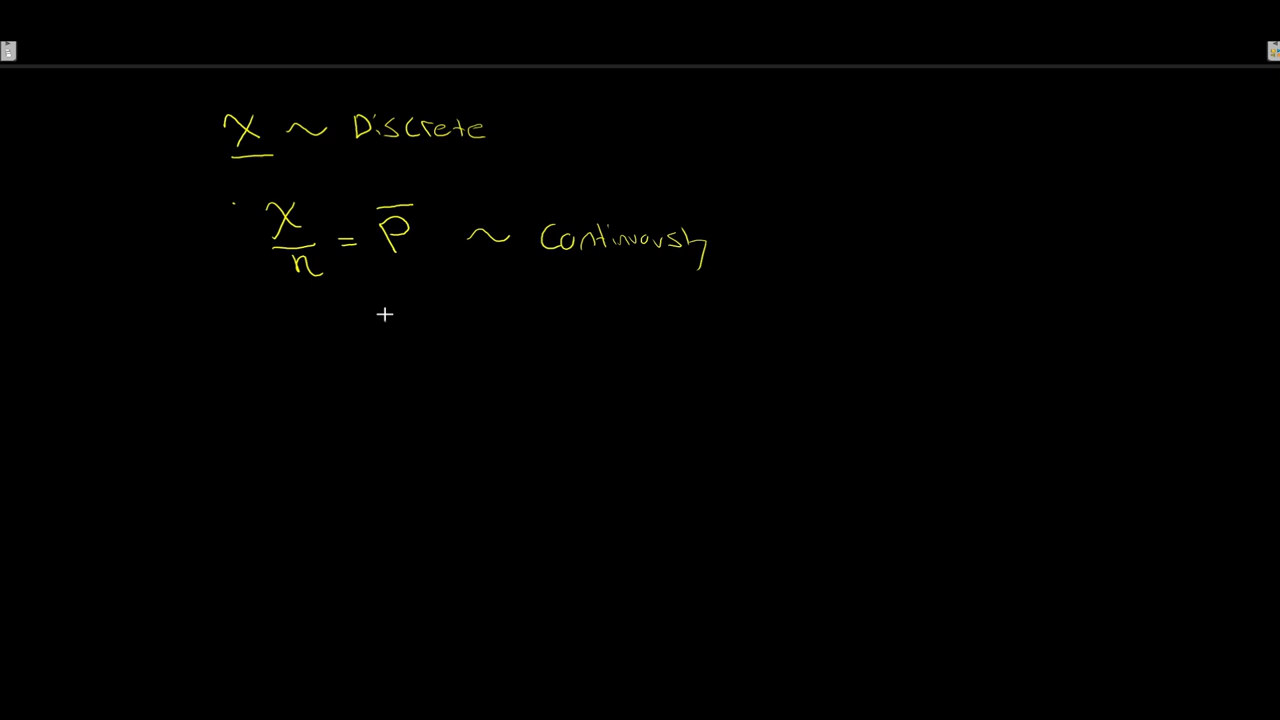 x ~ Discrete
x/n = P̅ ~ Continuously